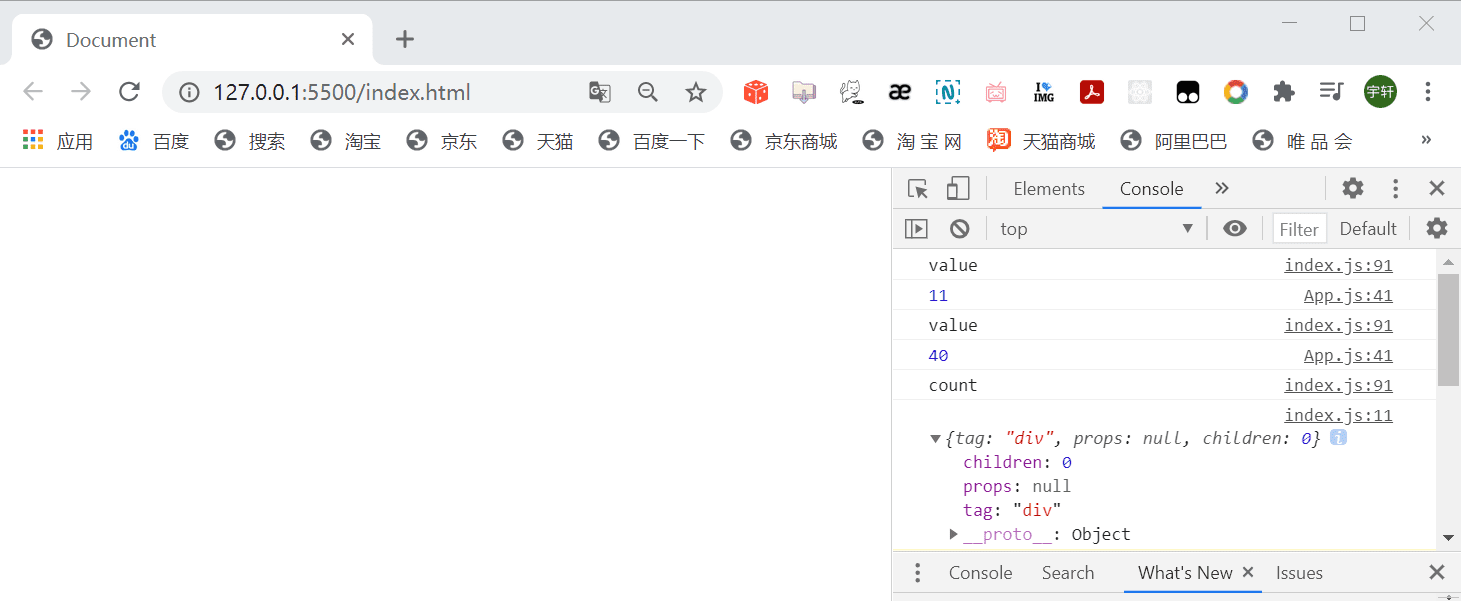 Document
127.0.0.1:5500/index.html
æ
N
I
IMG
宇轩
应用 百度 搜索 淘宝 京东 天猫 百度一下 京东商城 淘 宝 网 淘 天猫商城 阿里巴巴 唯 品 会 »
Elements Console »
top Filter Default
value index.js:91
11 App.js:41
value index.js:91
40 App.js:41
count index.js:91
index.js:11
{tag: "div", props: null, children: 0} i
children: 0
props: null
tag: "div"
__proto__: Object
Console Search What's New Issues